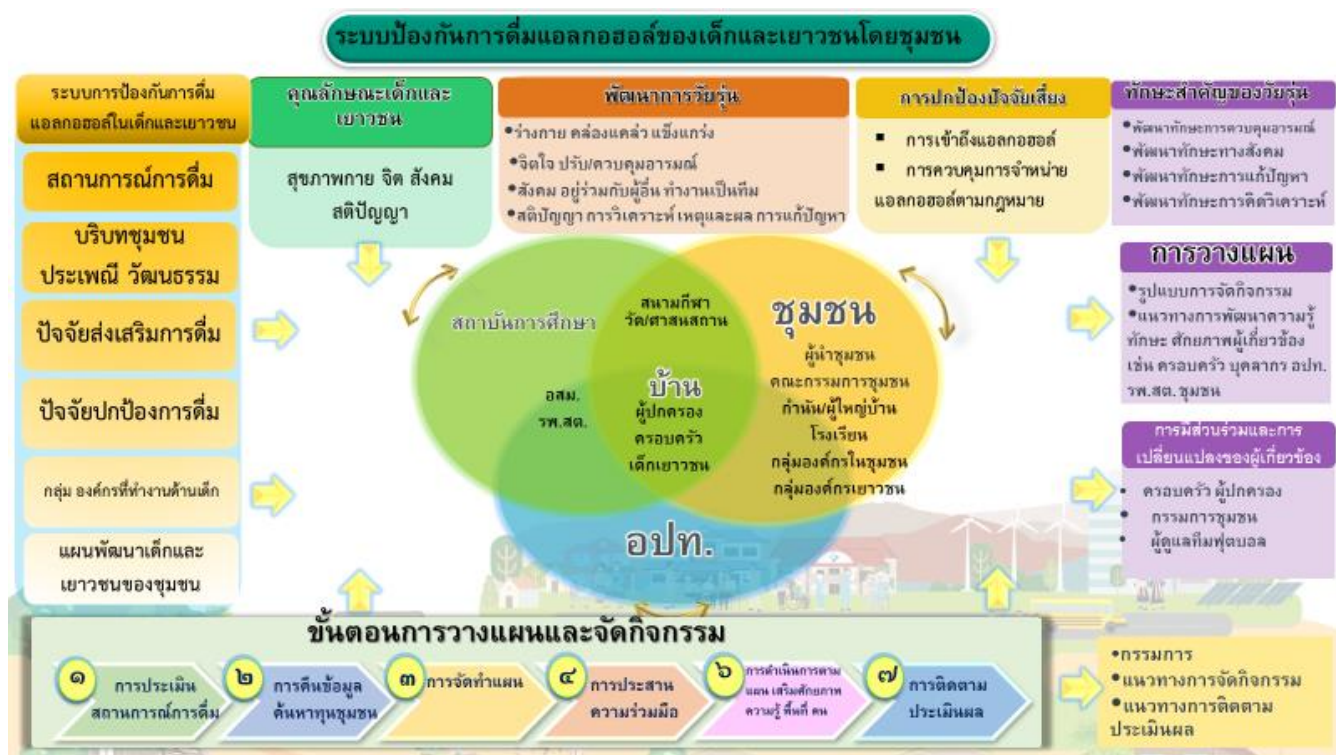 ระบบป้องกันการดื่มแอลกอฮอล์ของเด็กและเยาวชนโดยชุมชน
ระบบการป้องกันการดื่ม
แอลกอฮอล์ในเด็กและเยาวชน
สถานการณ์การดื่ม
บริบทชุมชน
ประเพณี วัฒนธรรม
ปัจจัยส่งเสริมการดื่ม
ปัจจัยปกป้องการดื่ม
กลุ่ม องค์กรที่ทำงานด้านเด็ก
แผนพัฒนาเด็กและ
เยาวชนของชุมชน
คุณลักษณะเด็กและ
เยาวชน
สุขภาพกาย จิต สังคม
สติปัญญา
พัฒนาการวัยรุ่น
•ร่างกาย คล่องแคล่ว แข็งแกร่ง
•จิตใจ ปรับ/ควบคุมอารมณ์
•สังคม อยู่ร่วมกับผู้อื่น ทำงานเป็นทีม
•สติปัญญา การวิเคราะห์ เหตุและผล การแก้ปัญหา
การปกป้องปัจจัยเสี่ยง
▪ การเข้าถึงแอลกอฮอล์
▪ การควบคุมการจำหน่าย
แอลกอฮอล์ตามกฎหมาย
ทักษะสำคัญของวัยรุ่น
•พัฒนาทักษะการควบคุมอารมณ์
•พัฒนาทักษะทางสังคม
•พัฒนาทักษะการแก้ปัญหา
•พัฒนาทักษะการคิดวิเคราะห์
การวางแผน
•รูปแบบการจัดกิจกรรม
•แนวทางการพัฒนาความรู้
ทักษะ ศักยภาพผู้เกี่ยวข้อง
เช่น ครอบครัว บุคลากร อปท.
รพ.สต. ชุมชน
การมีส่วนร่วมและการ
เปลี่ยนแปลงของผู้เกี่ยวข้อง
• ครอบครัว ผู้ปกครอง
• กรรมการชุมชน
• ผู้ดูแลทีมฟุตบอล
สถาบันการศึกษา
สนามกีฬา
วัด/ศาสนสถาน
อสม.
รพ.สต.
บ้าน
ผู้ปกครอง
ครอบครัว
เด็กเยาวชน
ชุมชน
ผู้นำชุมชน
คณะกรรมการชุมชน
กำนัน/ผู้ใหญ่บ้าน
โรงเรียน
กลุ่มองค์กรในชุมชน
กลุ่มองค์กรเยาวชน
อปท.
ขั้นตอนการวางแผนและจัดกิจกรรม
๑
การประเมิน
สถานการณ์การดื่ม
๒
การคืนข้อมูล
ค้นหาทุนชุมชน
๓
การจัดทำแผน
๔
การประสาน
ความร่วมมือ
๖
การดำเนินการตาม
แผน เสริมศักยภาพ
ความรู้ พื้นที่ คน
๗
การติดตาม
ประเมินผล
•กรรมการ
•แนวทางการจัดกิจกรรม
•แนวทางการติดตาม
ประเมินผล